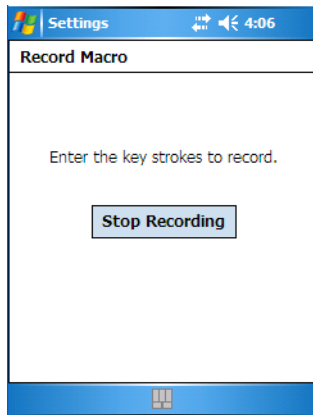 Settings 4:06
Record Macro
Enter the key strokes to record.
Stop Recording